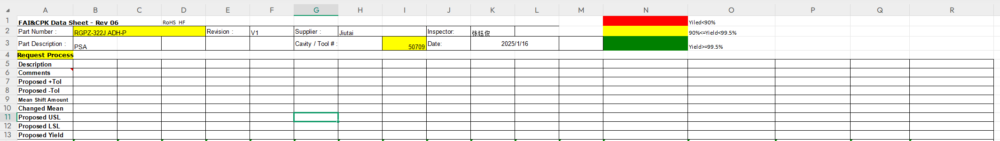 A B C D E F G H I J K L M N O P Q R
1 FAI&CPK Data Sheet - Rev 06 RoHS HF Yiled<90%
2 Part Number : RGPZ-322J ADH-P Revision : V1 Supplier : Jiutai Inspector: 张钰俊 90%<=Yield<99.5%
3 Part Description : PSA Cavity / Tool # : 50709 Date: 2025/1/16 Yield>=99.5%
4 Request Process
5 Description
6 Comments
7 Proposed +Tol
8 Proposed -Tol
9 Mean Shift Amount
10 Changed Mean
11 Proposed USL
12 Proposed LSL
13 Proposed Yield